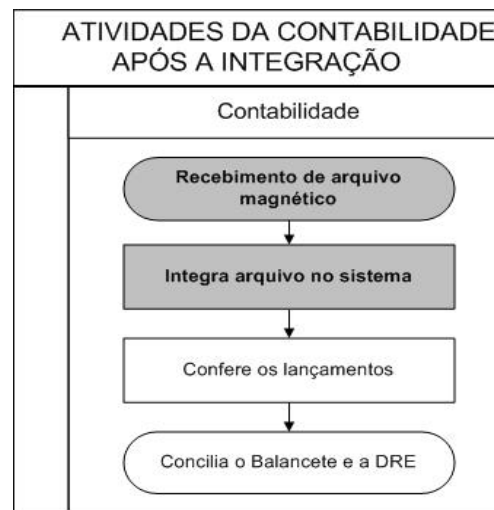 ATIVIDADES DA CONTABILIDADE
APÓS A INTEGRAÇÃO
Contabilidade
Recebimento de arquivo
magnético
Integra arquivo no sistema
Confere os lançamentos
Concilia o Balancete e a DRE